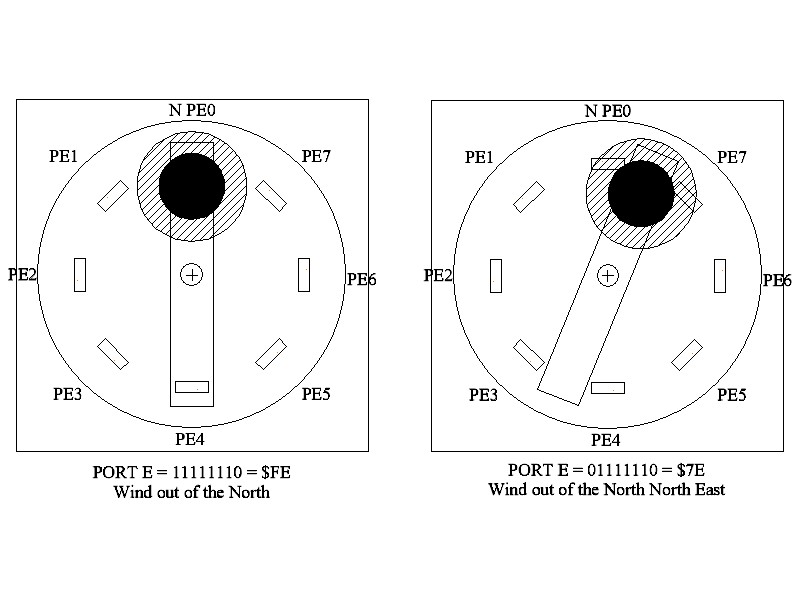 N PE0
PE1
PE7
PE2
PE6
PE3
PE5
PE4
PORT E = 11111110 = $FE
Wind out of the North
N PE0
PE1
PE7
PE2
PE6
PE3
PE5
PE4
PORT E = 01111110 = $7E
Wind out of the North North East